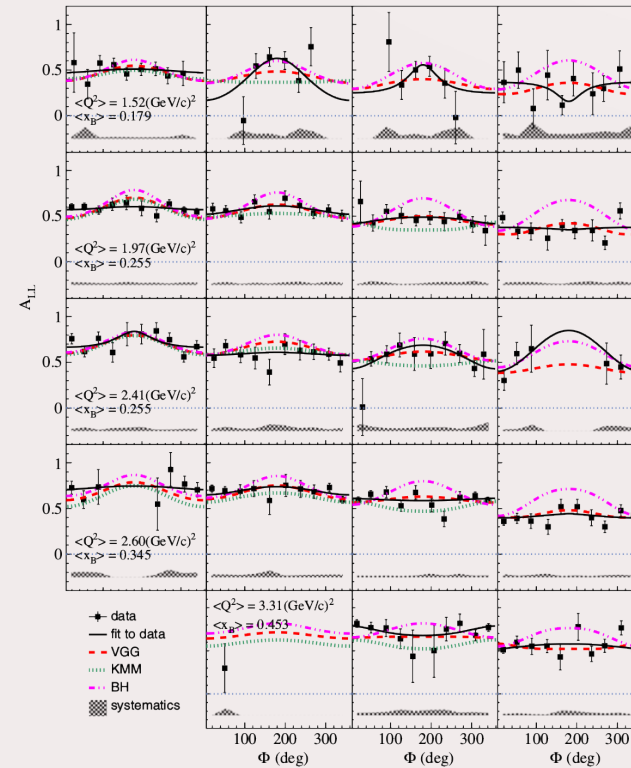 1
0.5
0
<Q²> = 1.52(GeV/c)²
<x_B> = 0.179
1
0.5
0
<Q²> = 1.97(GeV/c)²
<x_B> = 0.255
A_LL
1
0.5
0
<Q²> = 2.41(GeV/c)²
<x_B> = 0.255
1
0.5
0
<Q²> = 2.60(GeV/c)²
<x_B> = 0.345
<Q²> = 3.31(GeV/c)²
<x_B> = 0.453
data
fit to data
VGG
KMM
BH
systematics
100 200 300 100 200 300 100 200 300
Φ (deg) Φ (deg) Φ (deg)